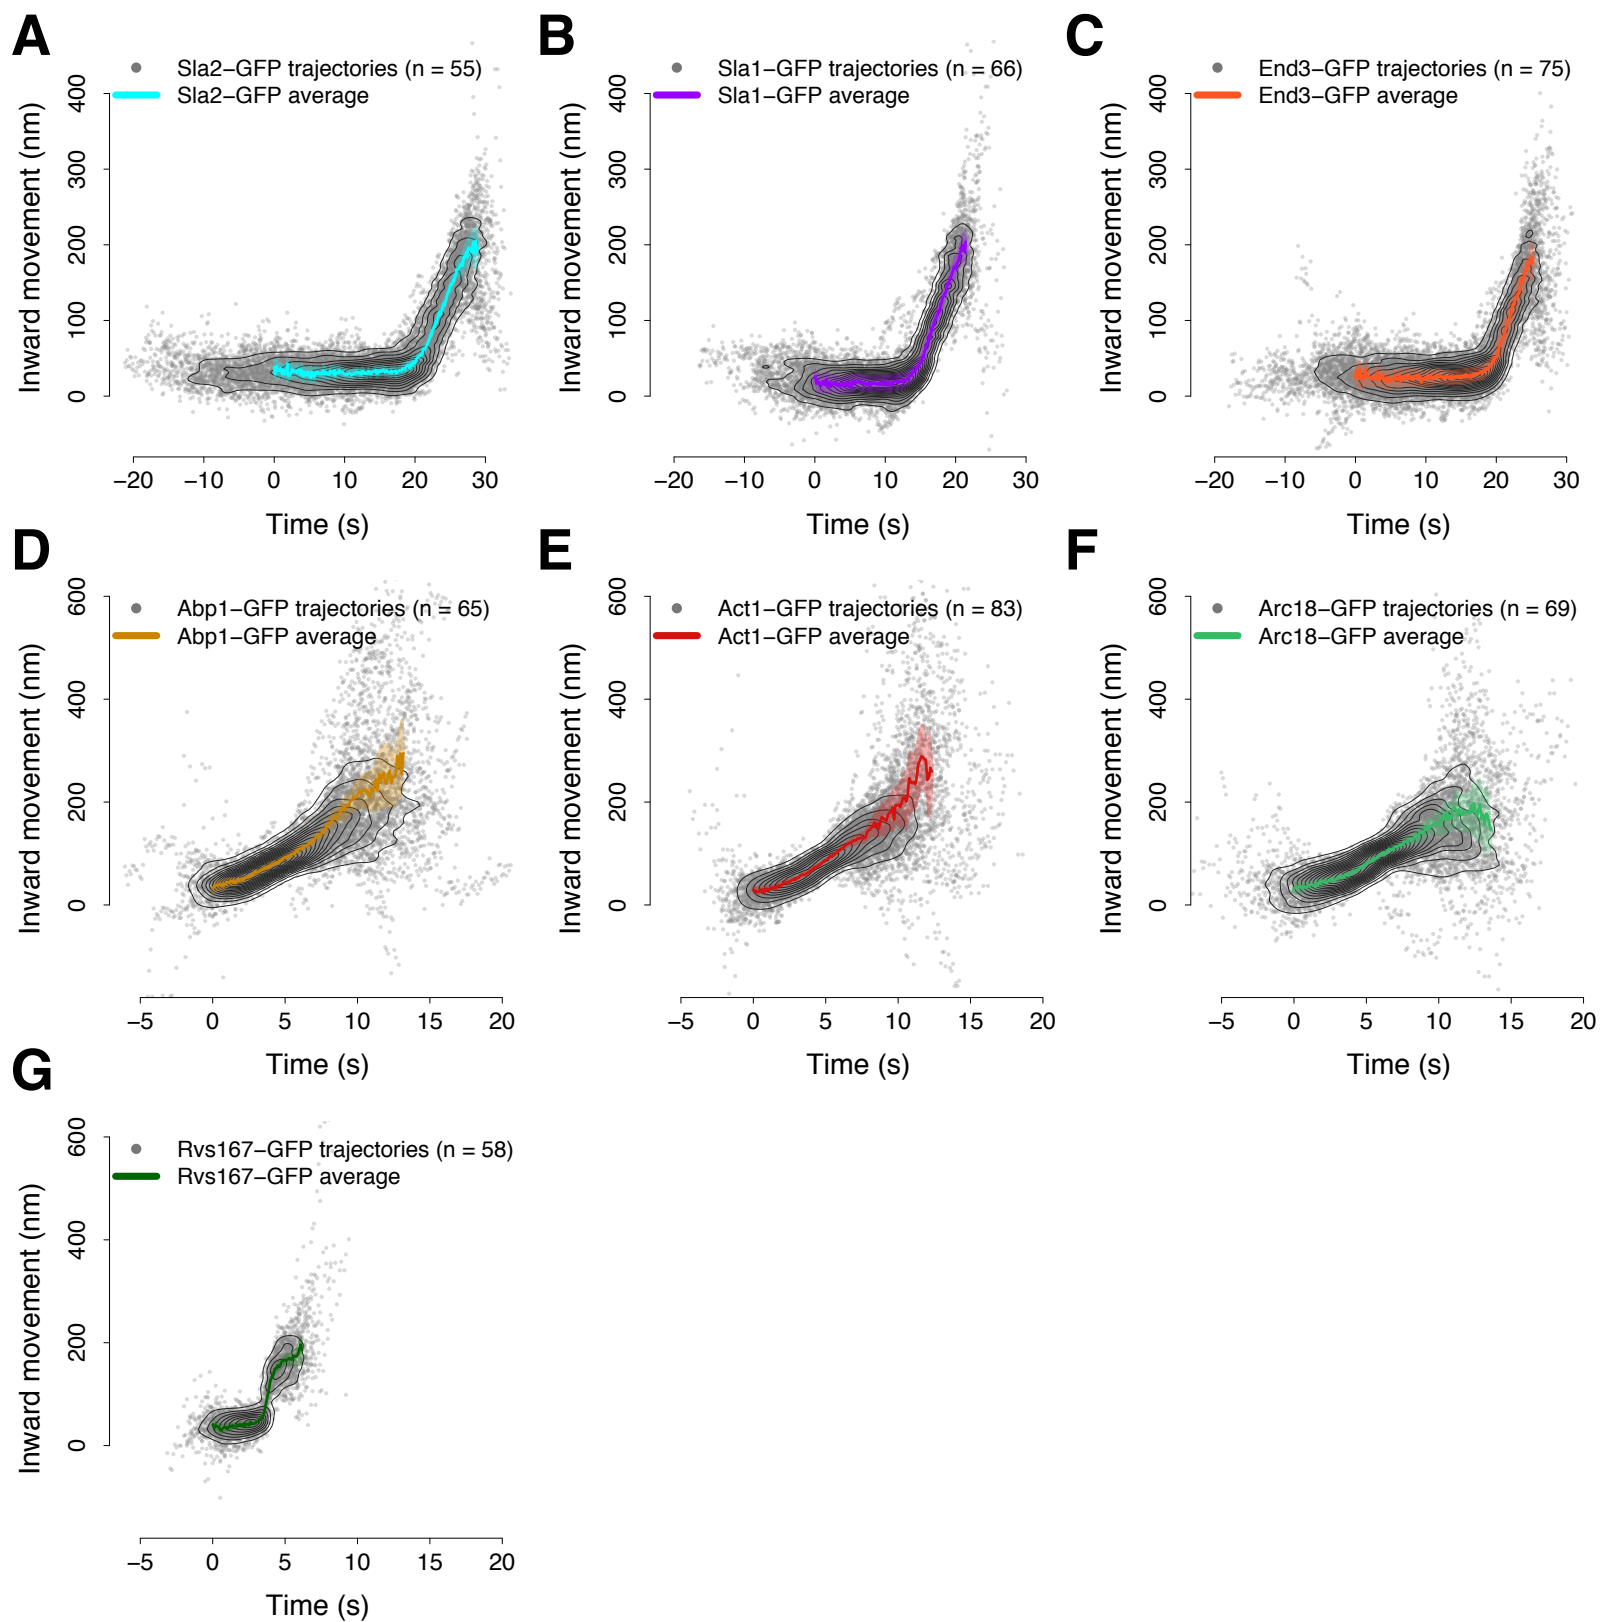 A
Sla2−GFP trajectories (n = 55)
Sla2−GFP average
Inward movement (nm)
0 100 200 300 400
−20 −10 0 10 20 30
Time (s)
B
Sla1−GFP trajectories (n = 66)
Sla1−GFP average
Inward movement (nm)
0 100 200 300 400
−20 −10 0 10 20 30
Time (s)
C
End3−GFP trajectories (n = 75)
End3−GFP average
Inward movement (nm)
0 100 200 300 400
−20 −10 0 10 20 30
Time (s)
D
Abp1−GFP trajectories (n = 65)
Abp1−GFP average
Inward movement (nm)
0 200 400 600
−5 0 5 10 15 20
Time (s)
E
Act1−GFP trajectories (n = 83)
Act1−GFP average
Inward movement (nm)
0 200 400 600
−5 0 5 10 15 20
Time (s)
F
Arc18−GFP trajectories (n = 69)
Arc18−GFP average
Inward movement (nm)
0 200 400 600
−5 0 5 10 15 20
Time (s)
G
Rvs167−GFP trajectories (n = 58)
Rvs167−GFP average
Inward movement (nm)
0 200 400 600
−5 0 5 10 15 20
Time (s)